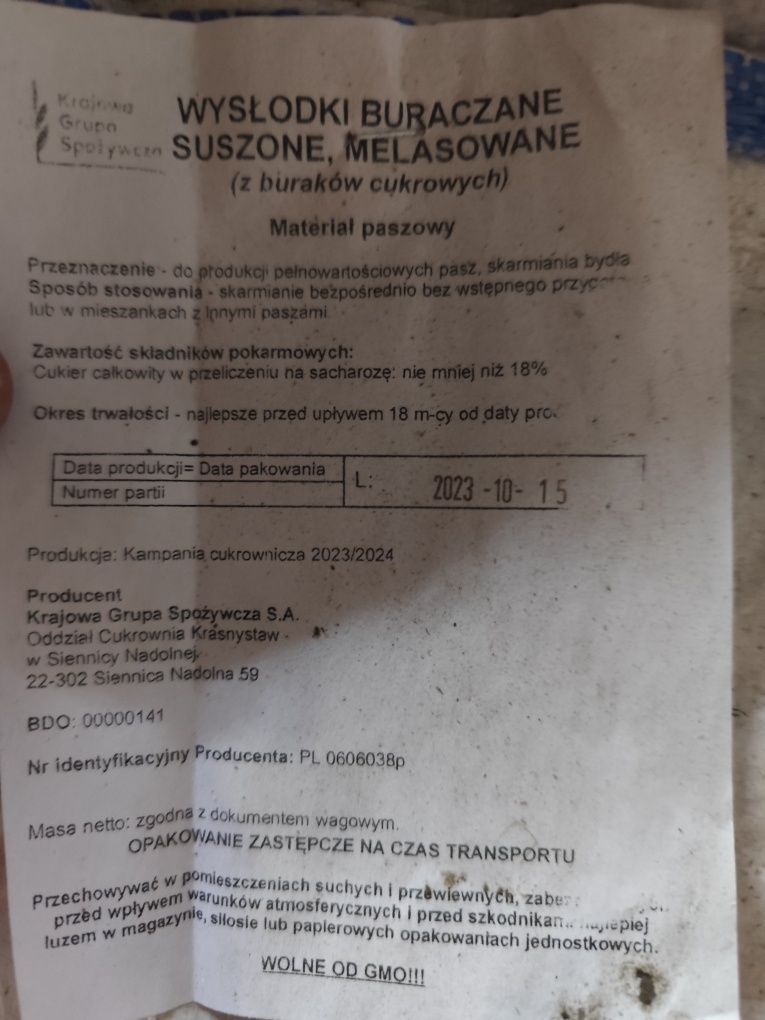 Krajowa
Grupa
Spożywcza
WYSŁODKI BURACZANE
SUSZONE, MELASOWANE
(z buraków cukrowych)
Materiał paszowy
Przeznaczenie - do produkcji pełnowartościowych pasz, skarmiania bydła
Sposób stosowania - skarmianie bezpośrednio bez wstępnego
lub w mieszankach z innymi paszami
Zawartość składników pokarmowych:
Cukier całkowity w przeliczeniu na sacharozę: nie mniej niż 18%
Okres trwałości - najlepsze przed upływem 18 m-cy od daty
Data produkcji= Data pakowania
Numer partii
L: 2023-10-15
Produkcja: Kampania cukrownicza 2023/2024
Producent
Krajowa Grupa Spożywcza S.A.
Oddział Cukrownia Krasnystaw
w Siennicy Nadolnej
22-302 Siennica Nadolna 59
BDO: 00000141
Nr identyfikacyjny Producenta: PL 0606038p
Masa netto: zgodna z dokumentem wagowym.
OPAKOWANIE ZASTĘPCZE NA CZAS TRANSPORTU
Przechowywać w pomieszczeniach suchych i przewiewnych,
przed wpływem warunków atmosferycznych i przed szkodnikami najlepiej
luzem w magazynie, silosie lub papierowych opakowaniach jednostkowych.
WOLNE OD GMO!!!